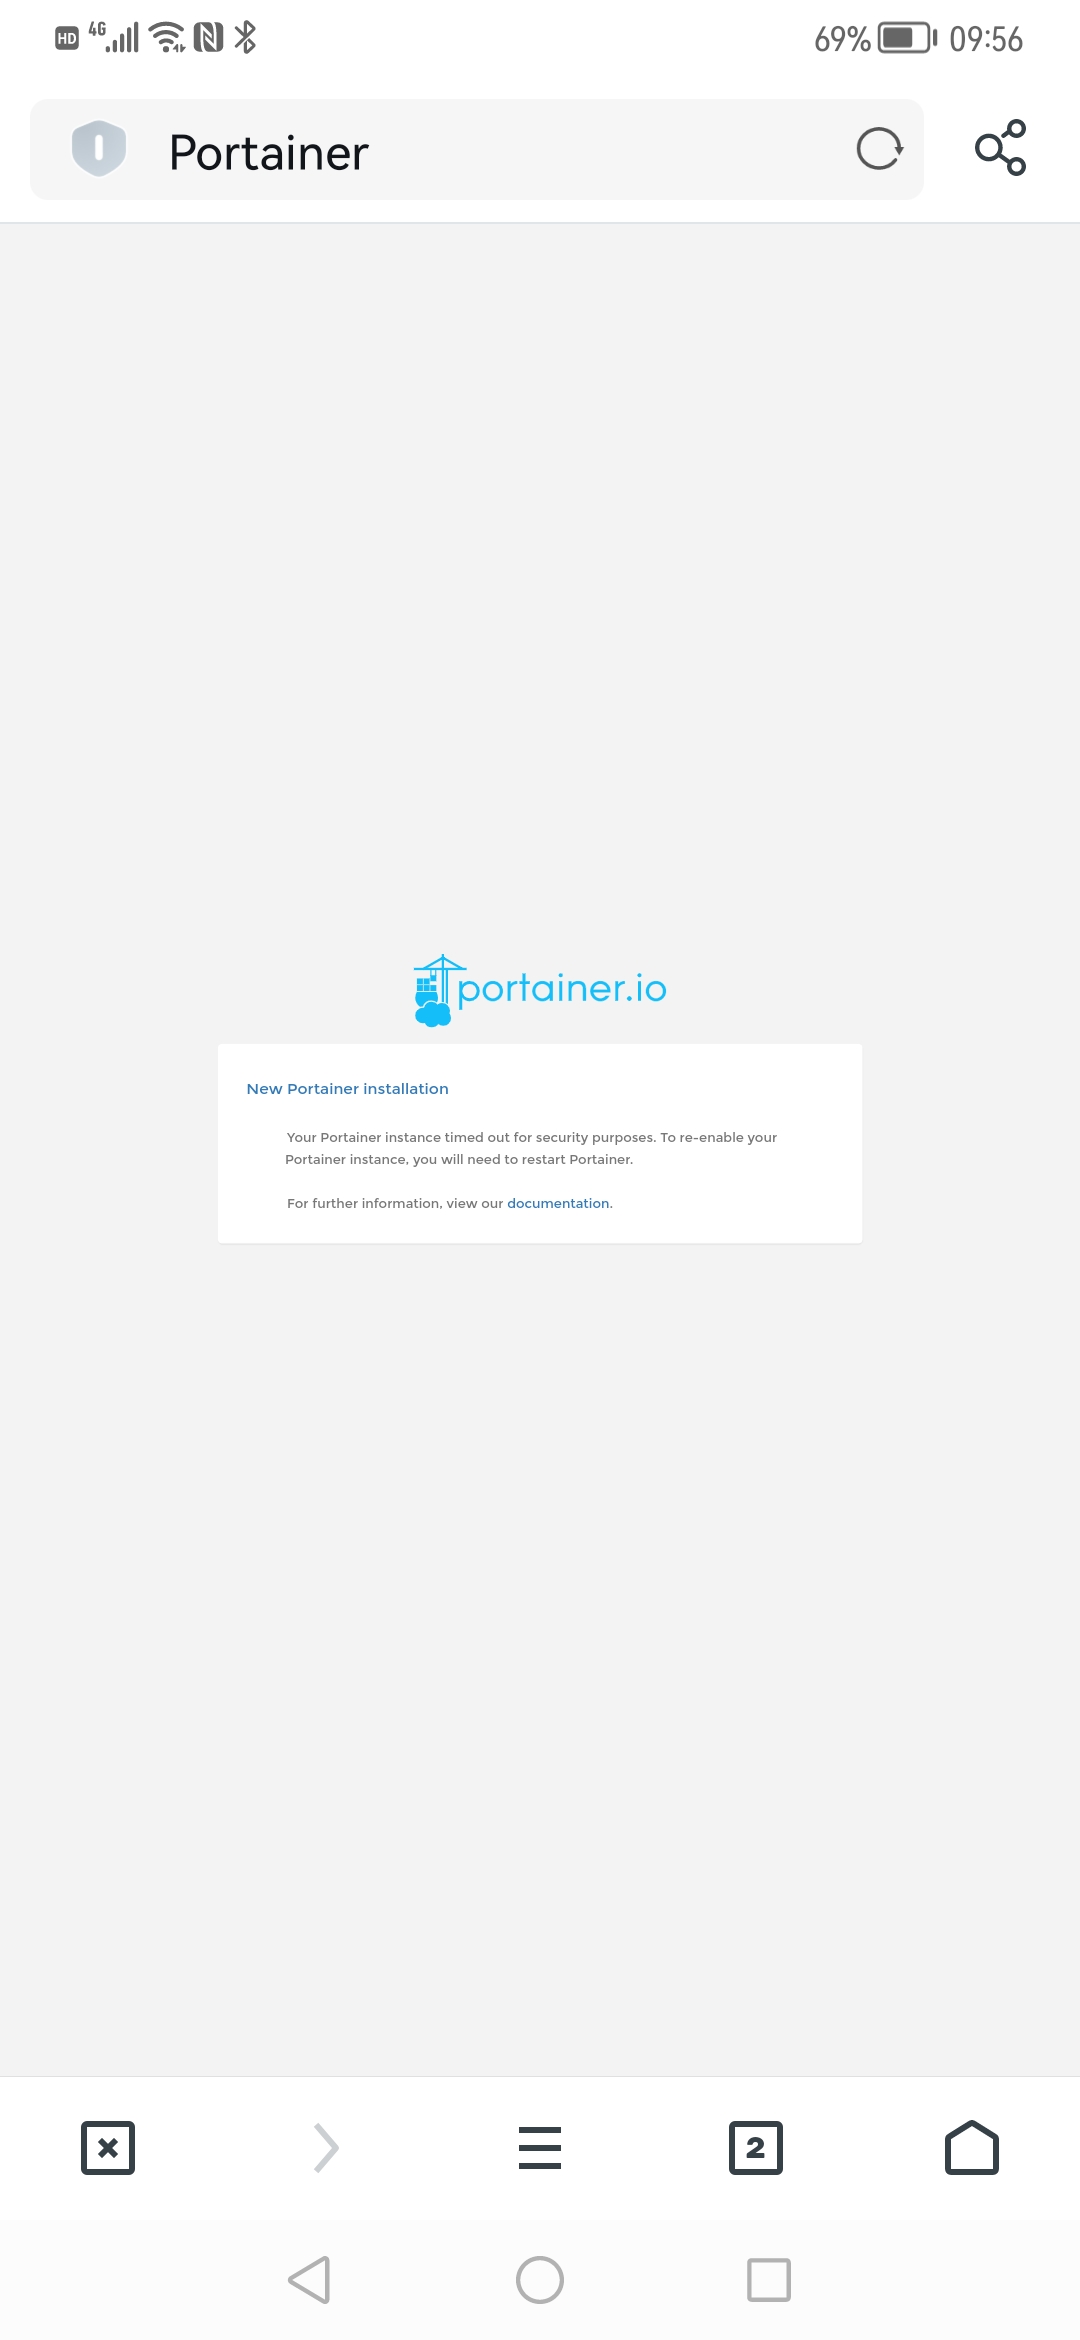 HD 4G 69% 09:56
Portainer
portainer.io
New Portainer installation
Your Portainer instance timed out for security purposes. To re-enable your
Portainer instance, you will need to restart Portainer.
For further information, view our documentation.
2